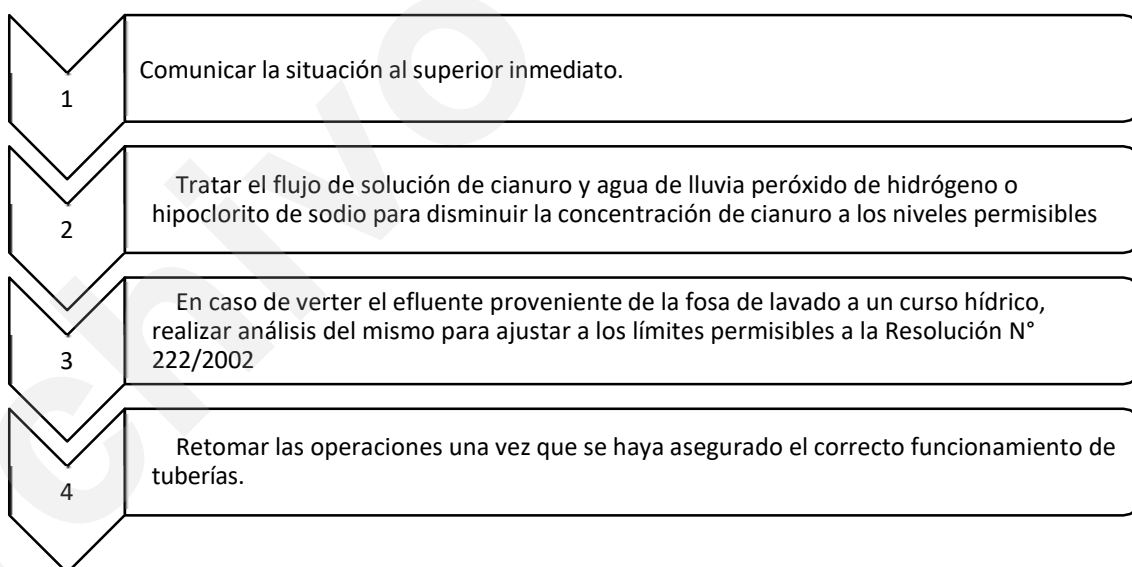 1
Comunicar la situación al superior inmediato.
2
Tratar el flujo de solución de cianuro y agua de lluvia peróxido de hidrógeno o
hipoclorito de sodio para disminuir la concentración de cianuro a los niveles permisibles
3
En caso de verter el efluente proveniente de la fosa de lavado a un curso hídrico,
realizar análisis del mismo para ajustar a los límites permisibles a la Resolución N°
222/2002
4
Retomar las operaciones una vez que se haya asegurado el correcto funcionamiento de
tuberías.